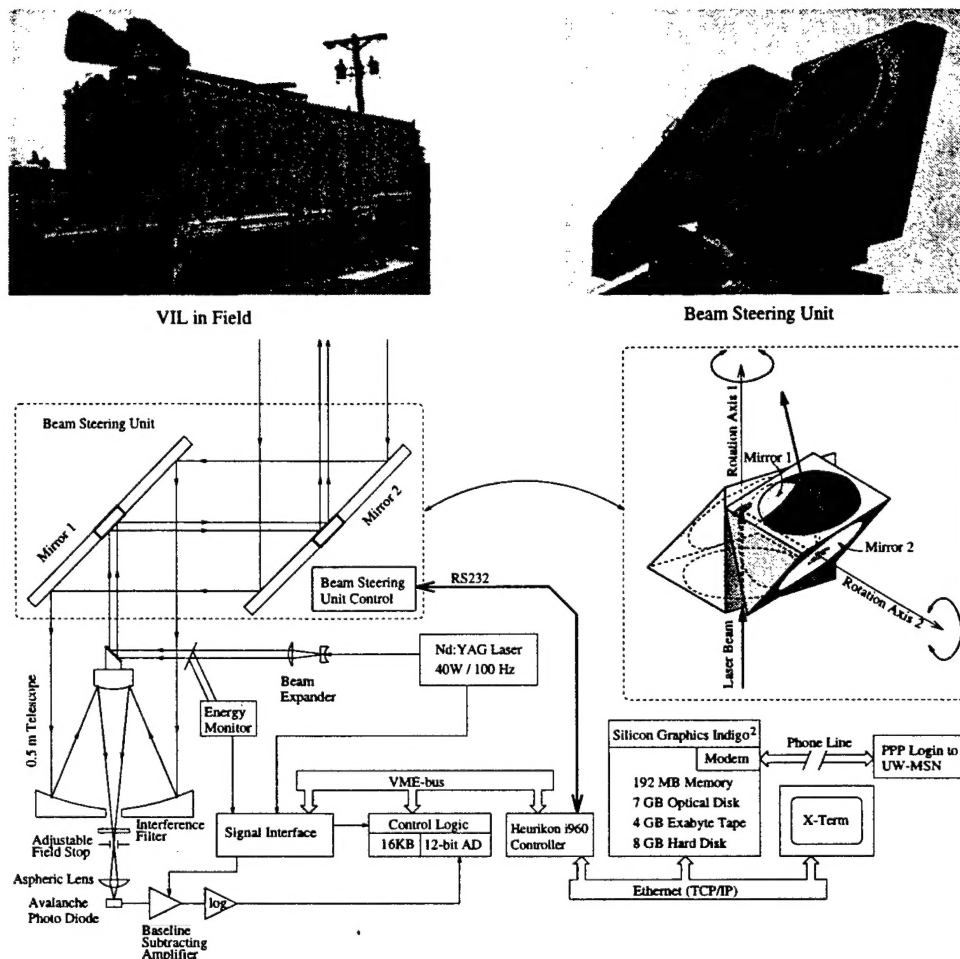 VIL in Field
Beam Steering Unit
Beam Steering Unit
Mirror 1
Mirror 2
Beam Steering
Unit Control
RS232
Rotation Axis 1
Mirror 1
Mirror 2
Rotation Axis 2
Laser Beam
Nd:YAG Laser
40W / 100 Hz
Beam
Expander
Energy
Monitor
0.5 m Telescope
Interference
Filter
Adjustable
Field Stop
Aspheric Lens
Avalanche
Photo Diode
Baseline
Subtracting
Amplifier
log
Signal Interface
VME-bus
Control Logic
16KB
12-bit AD
Heurikon i960
Controller
Silicon Graphics Indigo²
Modem
192 MB Memory
7 GB Optical Disk
4 GB Exabyte Tape
8 GB Hard Disk
Phone Line
PPP Login to
UW-MSN
X-Term
Ethernet (TCP/IP)